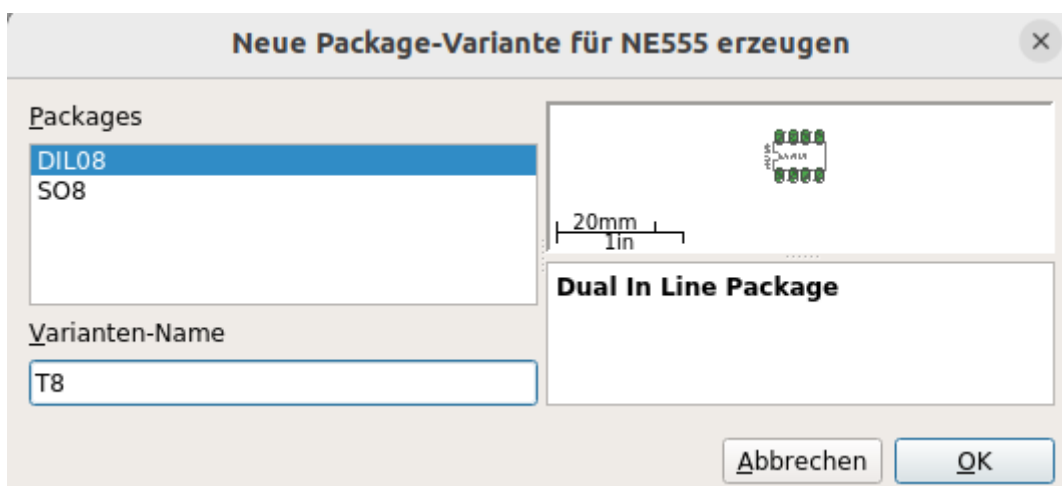 Neue Package-Variante für NE555 erzeugen
Packages
DIL08
SO8
Varianten-Name
T8
20mm
1in
Dual In Line Package
Abbrechen
OK